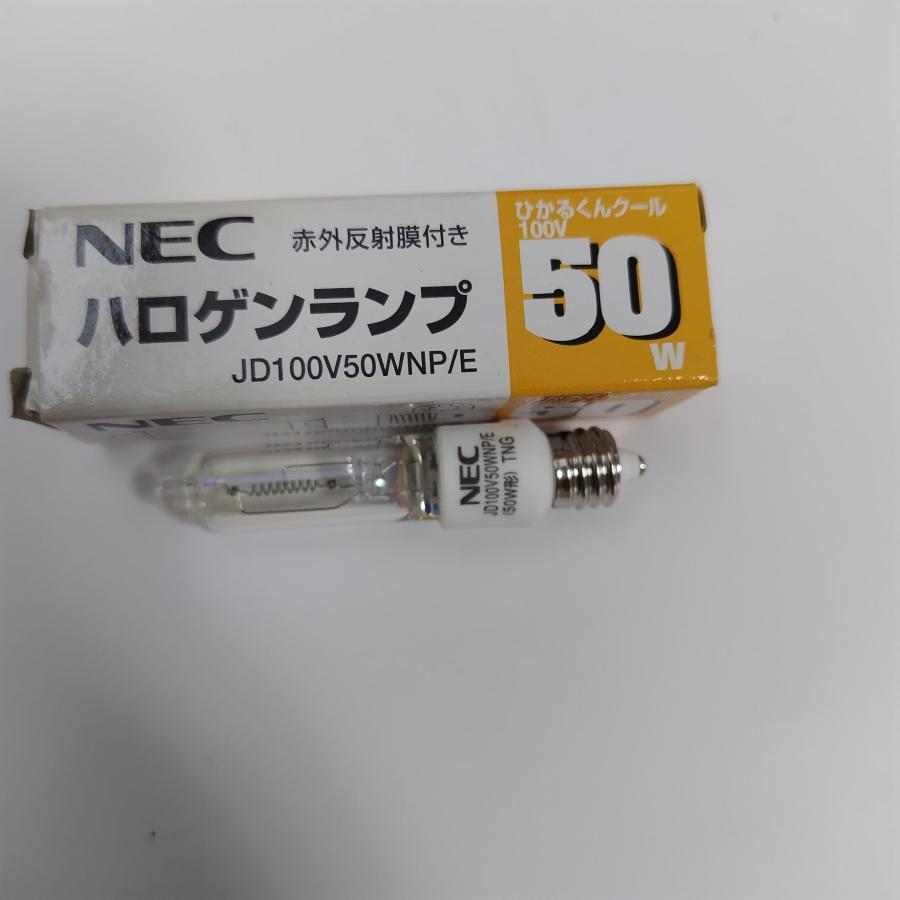 NEC 赤外反射膜付き
ハロゲンランプ
JD100V50WNP/E
ひかるくんクール
100V
50
W
NEC
NEC
JD100V50WNP/E
(50W形) TNG